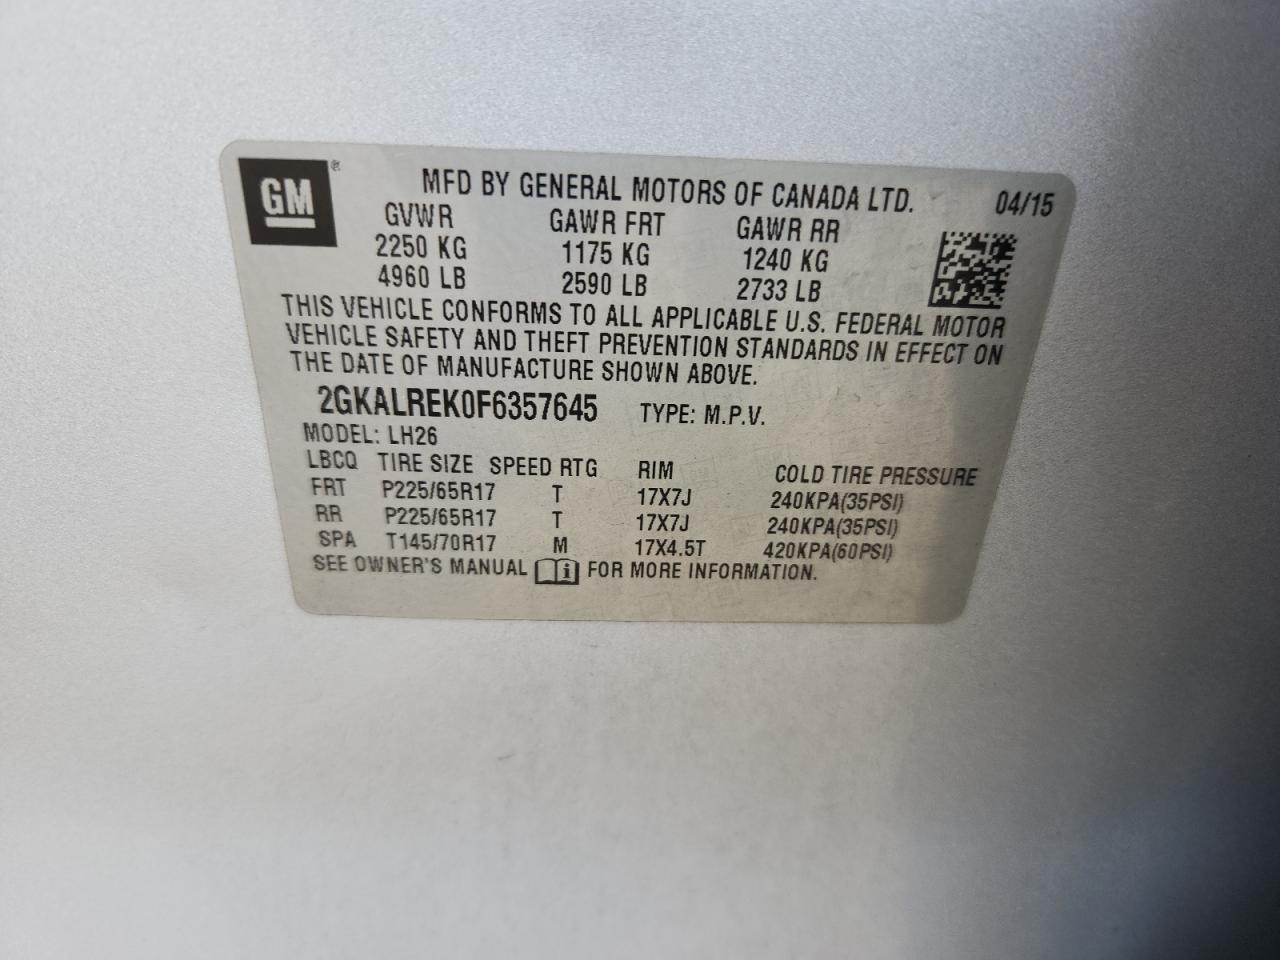 GM ®
MFD BY GENERAL MOTORS OF CANADA LTD. 04/15
GVWR GAWR FRT GAWR RR
2250 KG 1175 KG 1240 KG
4960 LB 2590 LB 2733 LB
THIS VEHICLE CONFORMS TO ALL APPLICABLE U.S. FEDERAL MOTOR
VEHICLE SAFETY AND THEFT PREVENTION STANDARDS IN EFFECT ON
THE DATE OF MANUFACTURE SHOWN ABOVE.
2GKALREK0F6357645 TYPE: M.P.V.
MODEL: LH26
LBCQ TIRE SIZE SPEED RTG RIM COLD TIRE PRESSURE
FRT P225/65R17 T 17X7J 240KPA(35PSI)
RR P225/65R17 T 17X7J 240KPA(35PSI)
SPA T145/70R17 M 17X4.5T 420KPA(60PSI)
SEE OWNER'S MANUAL i FOR MORE INFORMATION.